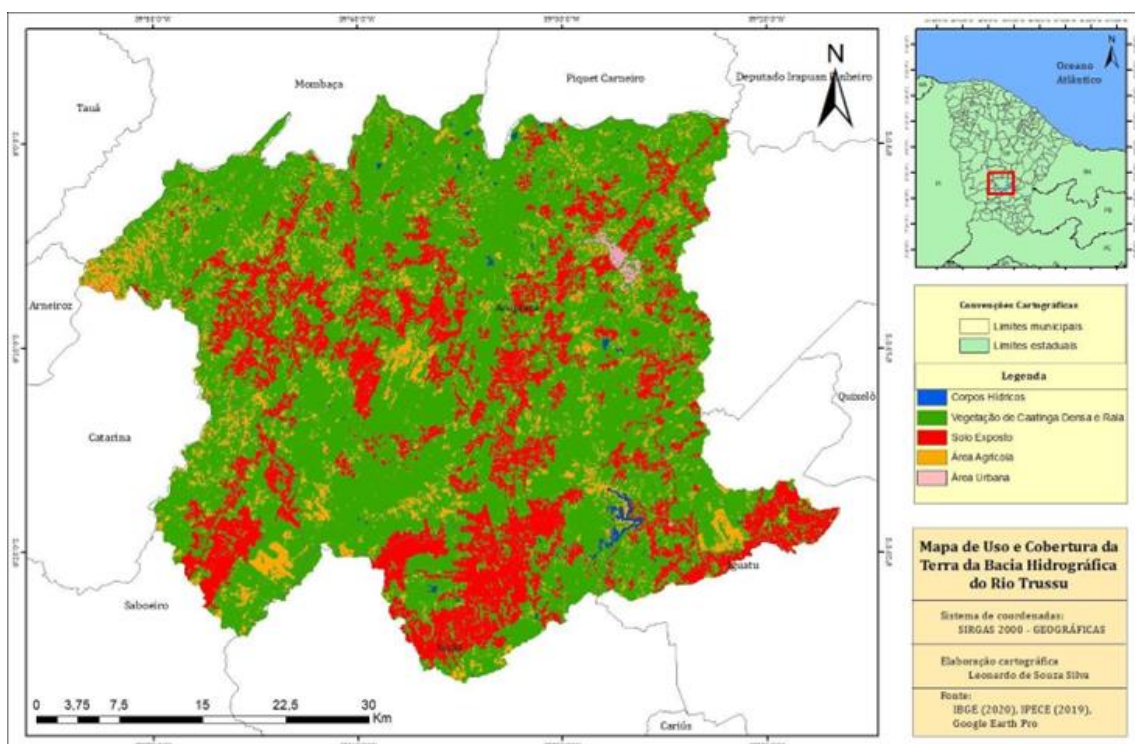 N
Mombaça
Piquet Carneiro
Deputado Irapuan Pinheiro
Tauá
Arneiroz
Acopiara
Catarina
Quixelô
Iguatu
Saboeiro
Cariús
0 3,75 7,5 15 22,5 30
Km
N
Oceano
Atlântico
Convenções Cartográficas
Limites municipais
Limites estaduais
Legenda
Corpos Hídricos
Vegetação de Caatinga Densa e Rala
Solo Exposto
Área Agrícola
Área Urbana
Mapa de Uso e Cobertura da
Terra da Bacia Hidrográfica
do Rio Trussu
Sistema de coordenadas:
SIRGAS 2000 - GEOGRÁFICAS
Elaboração cartográfica
Leonardo de Souza Silva
Fonte:
IBGE (2020), IPECE (2019),
Google Earth Pro